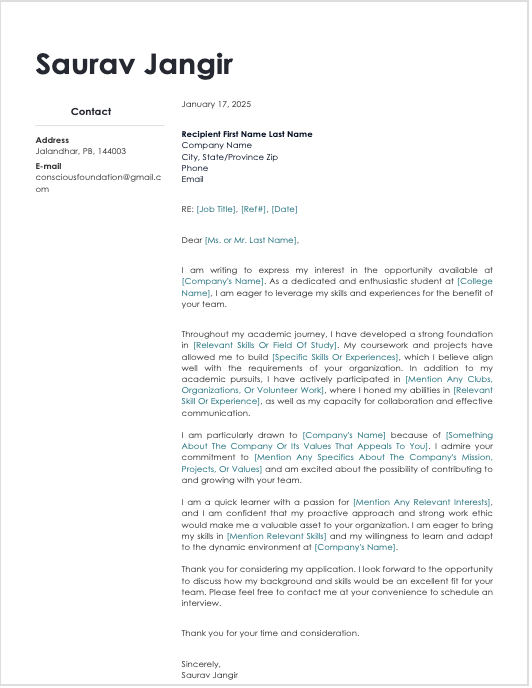 Saurav Jangir
Contact
Address
Jalandhar, PB, 144003
E-mail
consciousfoundation@gmail.c
om
January 17, 2025
Recipient First Name Last Name
Company Name
City, State/Province Zip
Phone
Email
RE: [Job Title], [Ref#], [Date]
Dear [Ms. or Mr. Last Name],
I am writing to express my interest in the opportunity available at
[Company's Name]. As a dedicated and enthusiastic student at [College
Name], I am eager to leverage my skills and experiences for the benefit of
your team.
Throughout my academic journey, I have developed a strong foundation
in [Relevant Skills Or Field Of Study]. My coursework and projects have
allowed me to build [Specific Skills Or Experiences], which I believe align
well with the requirements of your organization. In addition to my
academic pursuits, I have actively participated in [Mention Any Clubs,
Organizations, Or Volunteer Work], where I honed my abilities in [Relevant
Skill Or Experience], as well as my capacity for collaboration and effective
communication.
I am particularly drawn to [Company's Name] because of [Something
About The Company Or Its Values That Appeals To You]. I admire your
commitment to [Mention Any Specifics About The Company's Mission,
Projects, Or Values] and am excited about the possibility of contributing to
and growing with your team.
I am a quick learner with a passion for [Mention Any Relevant Interests],
and I am confident that my proactive approach and strong work ethic
would make me a valuable asset to your organization. I am eager to bring
my skills in [Mention Relevant Skills] and my willingness to learn and adapt
to the dynamic environment at [Company's Name].
Thank you for considering my application. I look forward to the opportunity
to discuss how my background and skills would be an excellent fit for your
team. Please feel free to contact me at your convenience to schedule an
interview.
Thank you for your time and consideration.
Sincerely,
Saurav Jangir